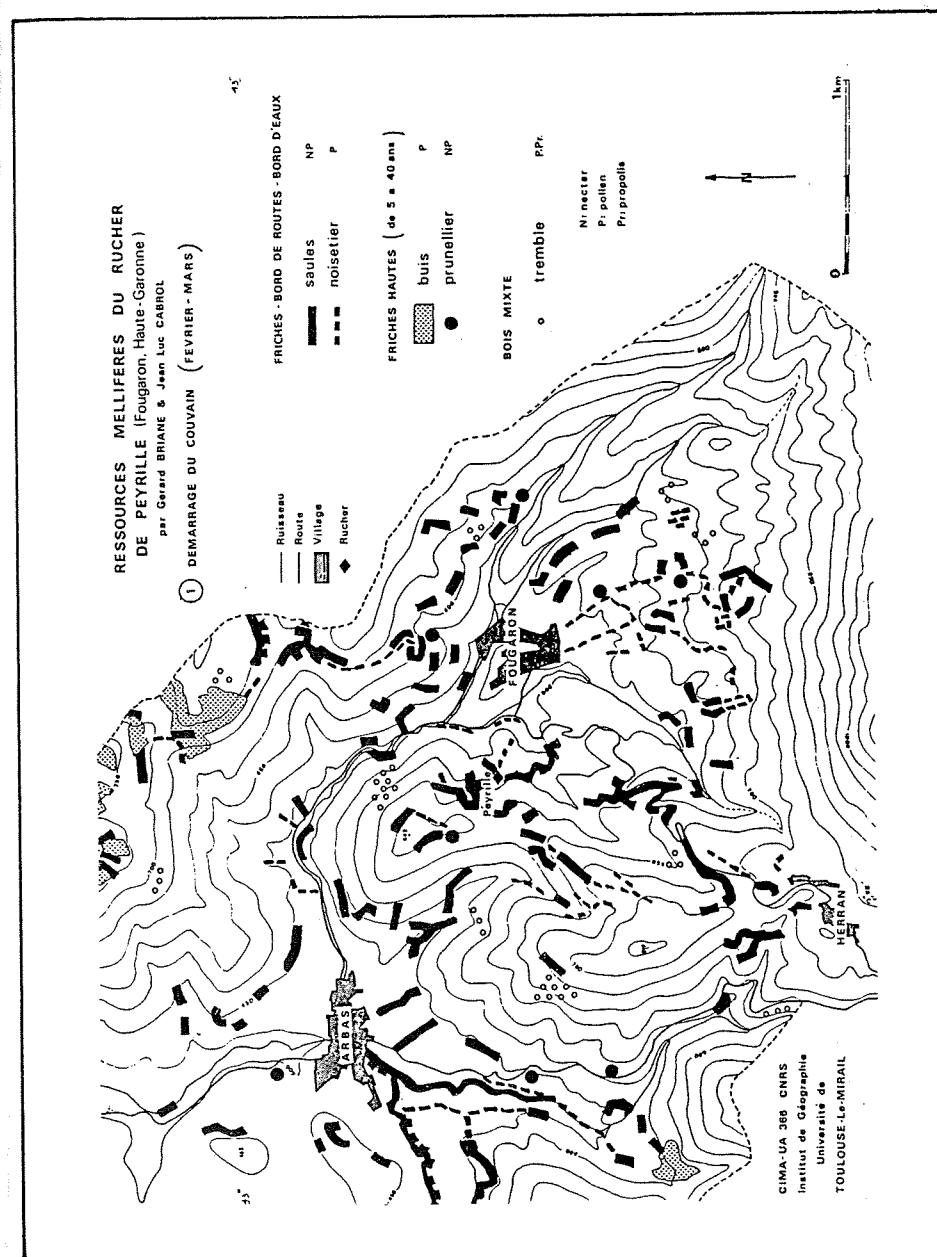 RESSOURCES MELLIFERES DU RUCHER
DE PEYRILLE (Fougaron, Haute-Garonne)
par Gerard BRIANE & Jean Luc CABROL
1 DEMARRAGE DU COUVAIN (FEVRIER-MARS)
Ruisseau
Route
Village
Rucher
FRICHES-BORD DE ROUTES-BORD D'EAUX
saules NP
noisetier P
FRICHES HAUTES (de 5 a 40 ans)
buis P
prunellier NP
BOIS MIXTE
tremble P.Pr.
N: nectar
P: pollen
Pr: propolis
N
0 1km
ARBAS
FOUGARON
Peyrille
HERRAN
CIMA-UA 366 CNRS
Institut de Géographie
Université de
TOULOUSE-Le-MIRAIL